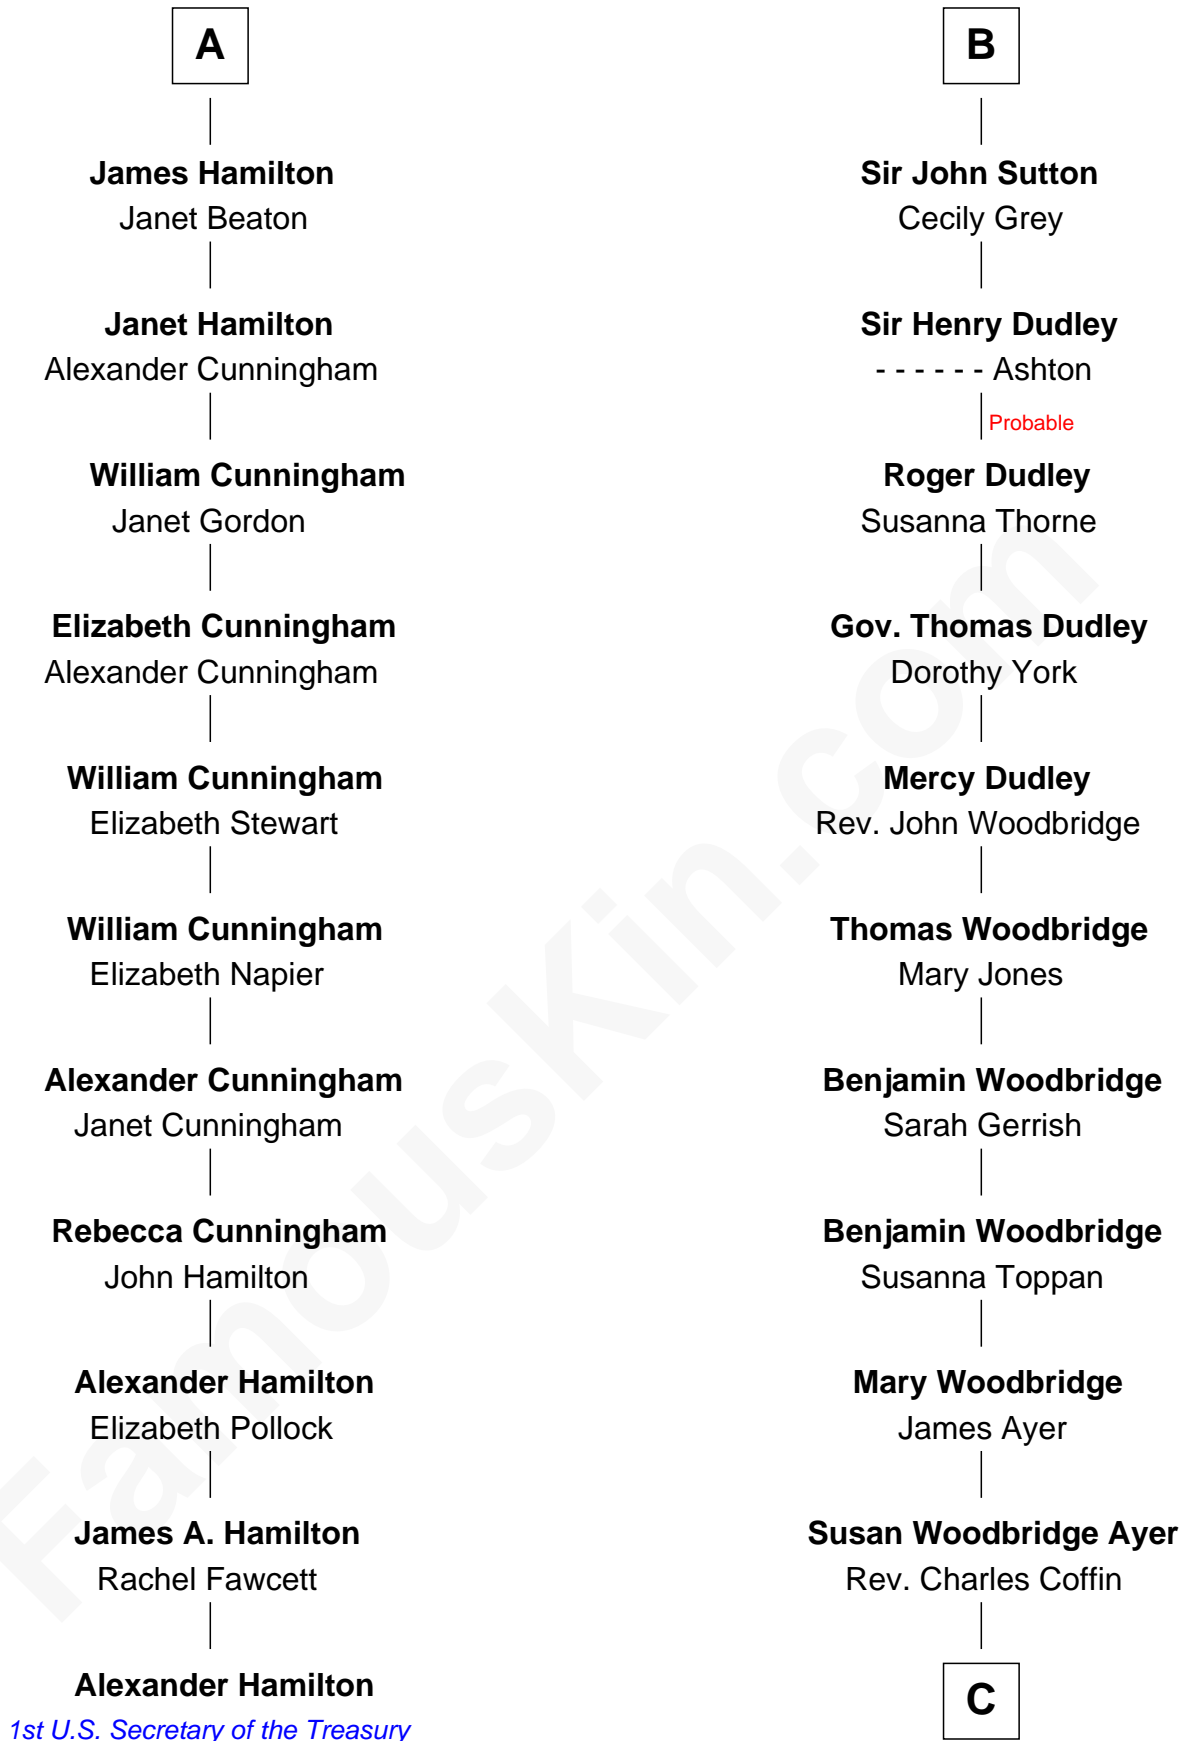 A
James Hamilton
Janet Beaton
Janet Hamilton
Alexander Cunningham
William Cunningham
Janet Gordon
Elizabeth Cunningham
Alexander Cunningham
William Cunningham
Elizabeth Stewart
William Cunningham
Elizabeth Napier
Alexander Cunningham
Janet Cunningham
Rebecca Cunningham
John Hamilton
Alexander Hamilton
Elizabeth Pollock
James A. Hamilton
Rachel Fawcett
Alexander Hamilton
1st U.S. Secretary of the Treasury
B
Sir John Sutton
Cecily Grey
Sir Henry Dudley
- - - - - - Ashton
Probable
Roger Dudley
Susanna Thorne
Gov. Thomas Dudley
Dorothy York
Mercy Dudley
Rev. John Woodbridge
Thomas Woodbridge
Mary Jones
Benjamin Woodbridge
Sarah Gerrish
Benjamin Woodbridge
Susanna Toppan
Mary Woodbridge
James Ayer
Susan Woodbridge Ayer
Rev. Charles Coffin
C
FamousKin.com